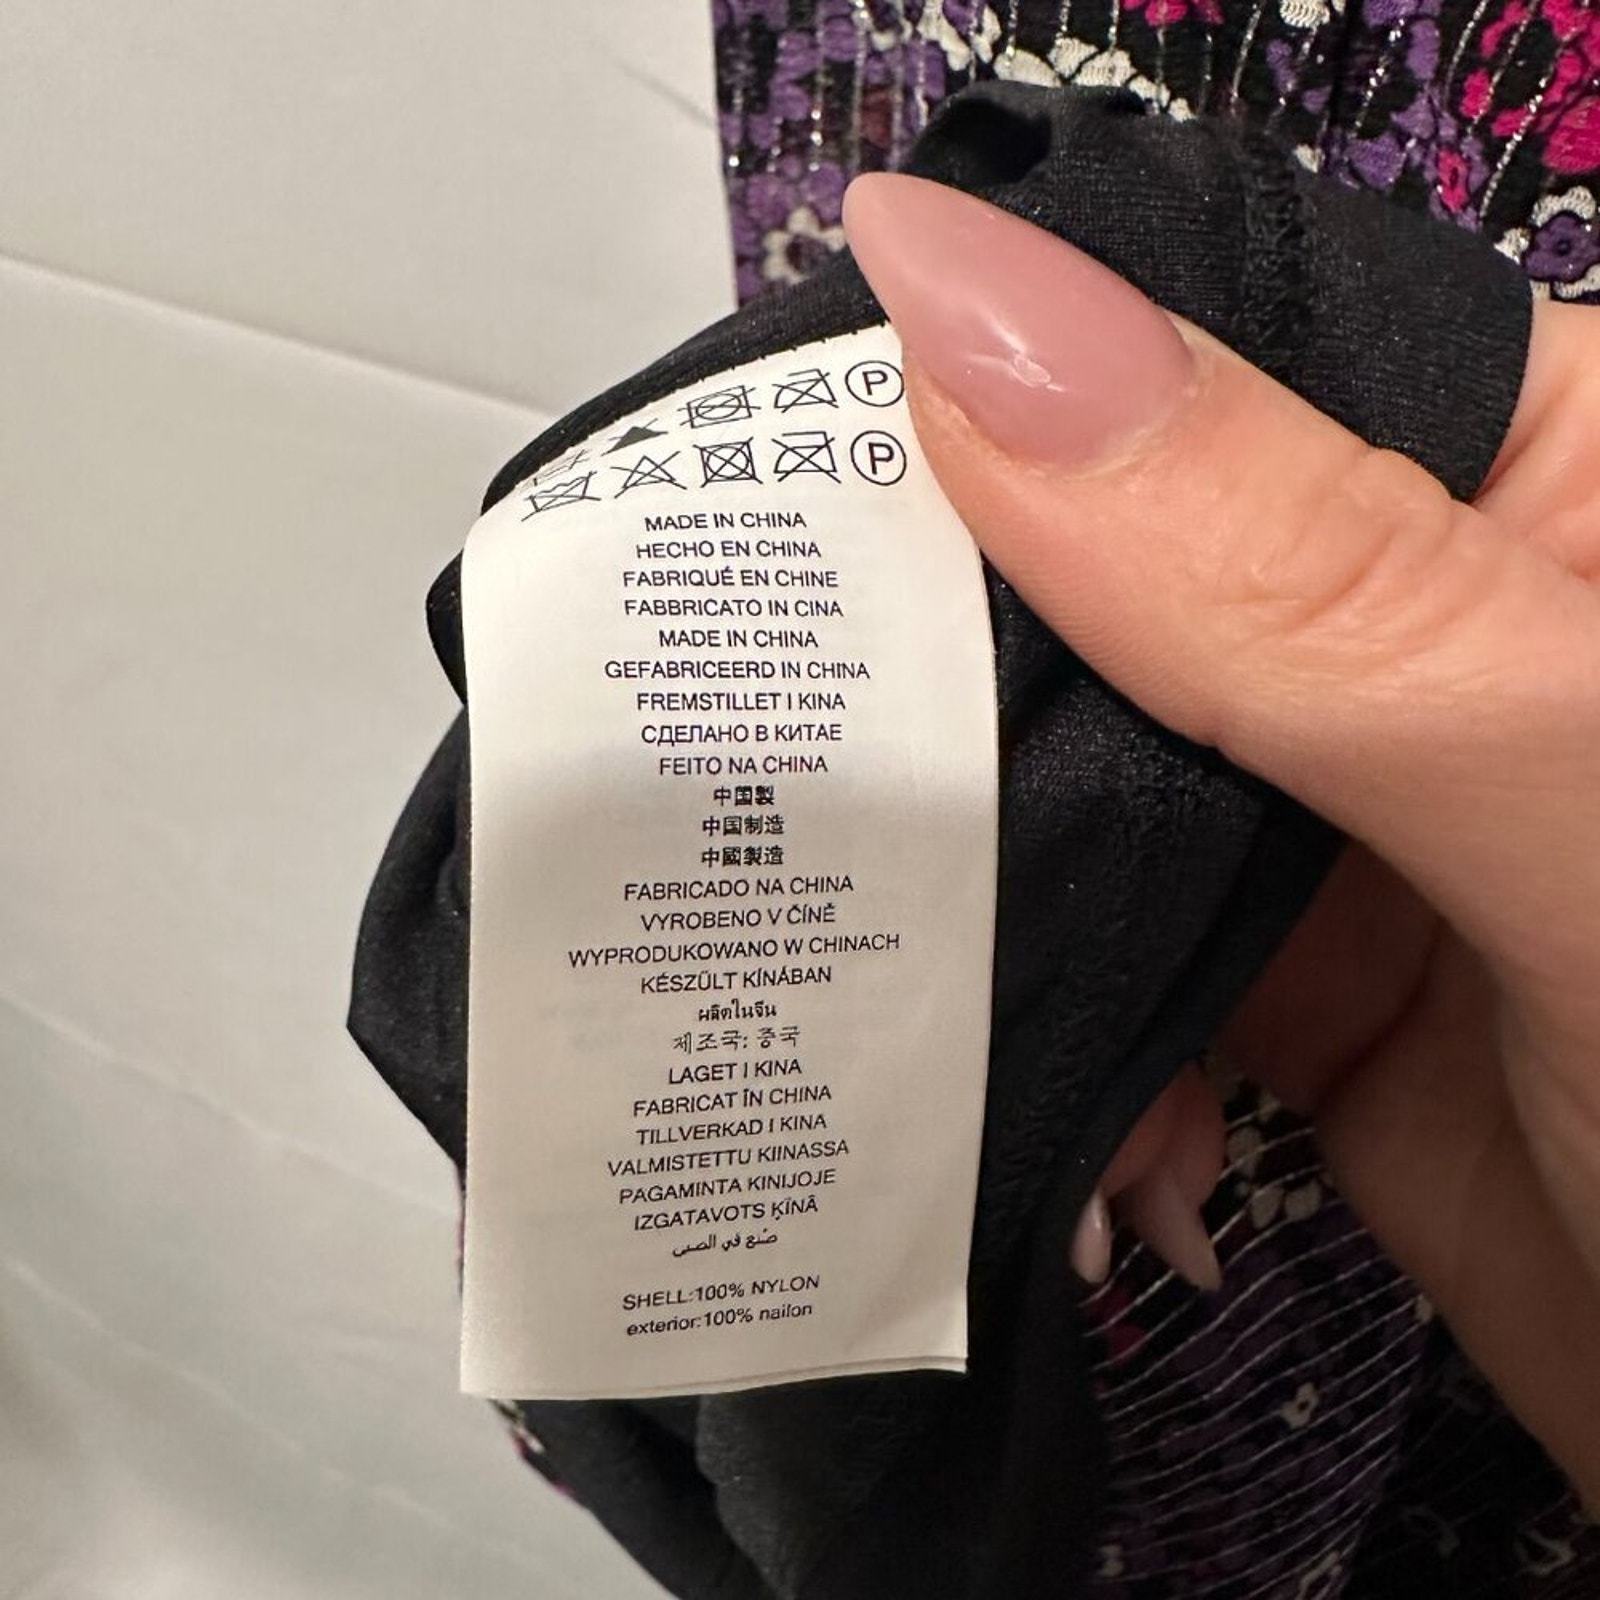 P
P
MADE IN CHINA
HECHO EN CHINA
FABRIQUÉ EN CHINE
FABBRICATO IN CINA
MADE IN CHINA
GEFABRICEERD IN CHINA
FREMSTILLET I KINA
СДЕЛАНО В КИТАЕ
FEITO NA CHINA
中国製
中国制造
中國製造
FABRICADO NA CHINA
VYROBENO V ČÍNĚ
WYPRODUKOWANO W CHINACH
KÉSZÜLT KÍNÁBAN
ผลิตในจีน
제조국: 중국
LAGET I KINA
FABRICAT ÎN CHINA
TILLVERKAD I KINA
VALMISTETTU KIINASSA
PAGAMINTA KINIJOJE
IZGATAVOTS ĶĪNĀ
صُنع في الصى
SHELL:100% NYLON
exterior:100% nailon